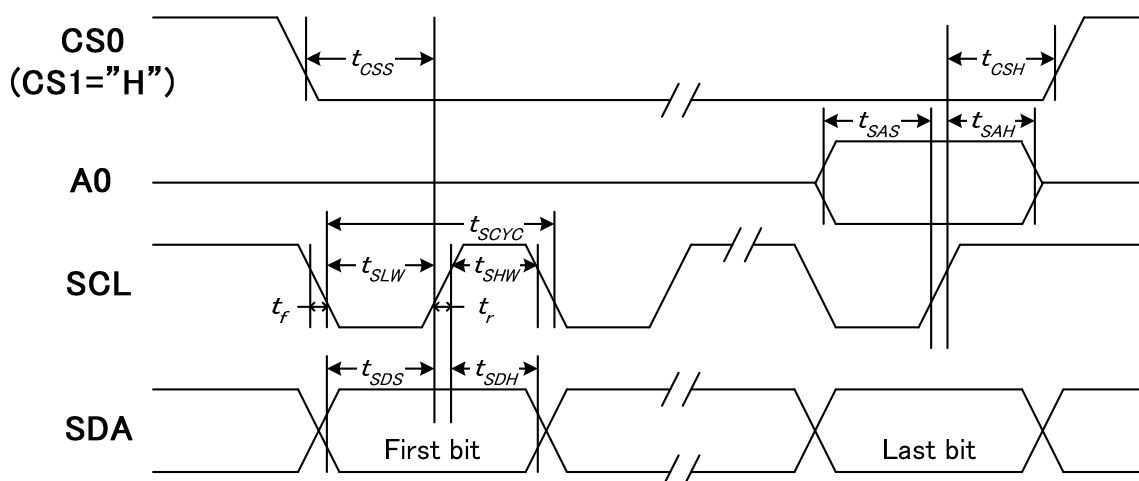 CS0
(CS1="H")
tCSS
tCSH
tSAS
tSAH
A0
tSCYC
SCL
tSLW
tSHW
tf
tr
tSDS
tSDH
SDA
First bit
Last bit